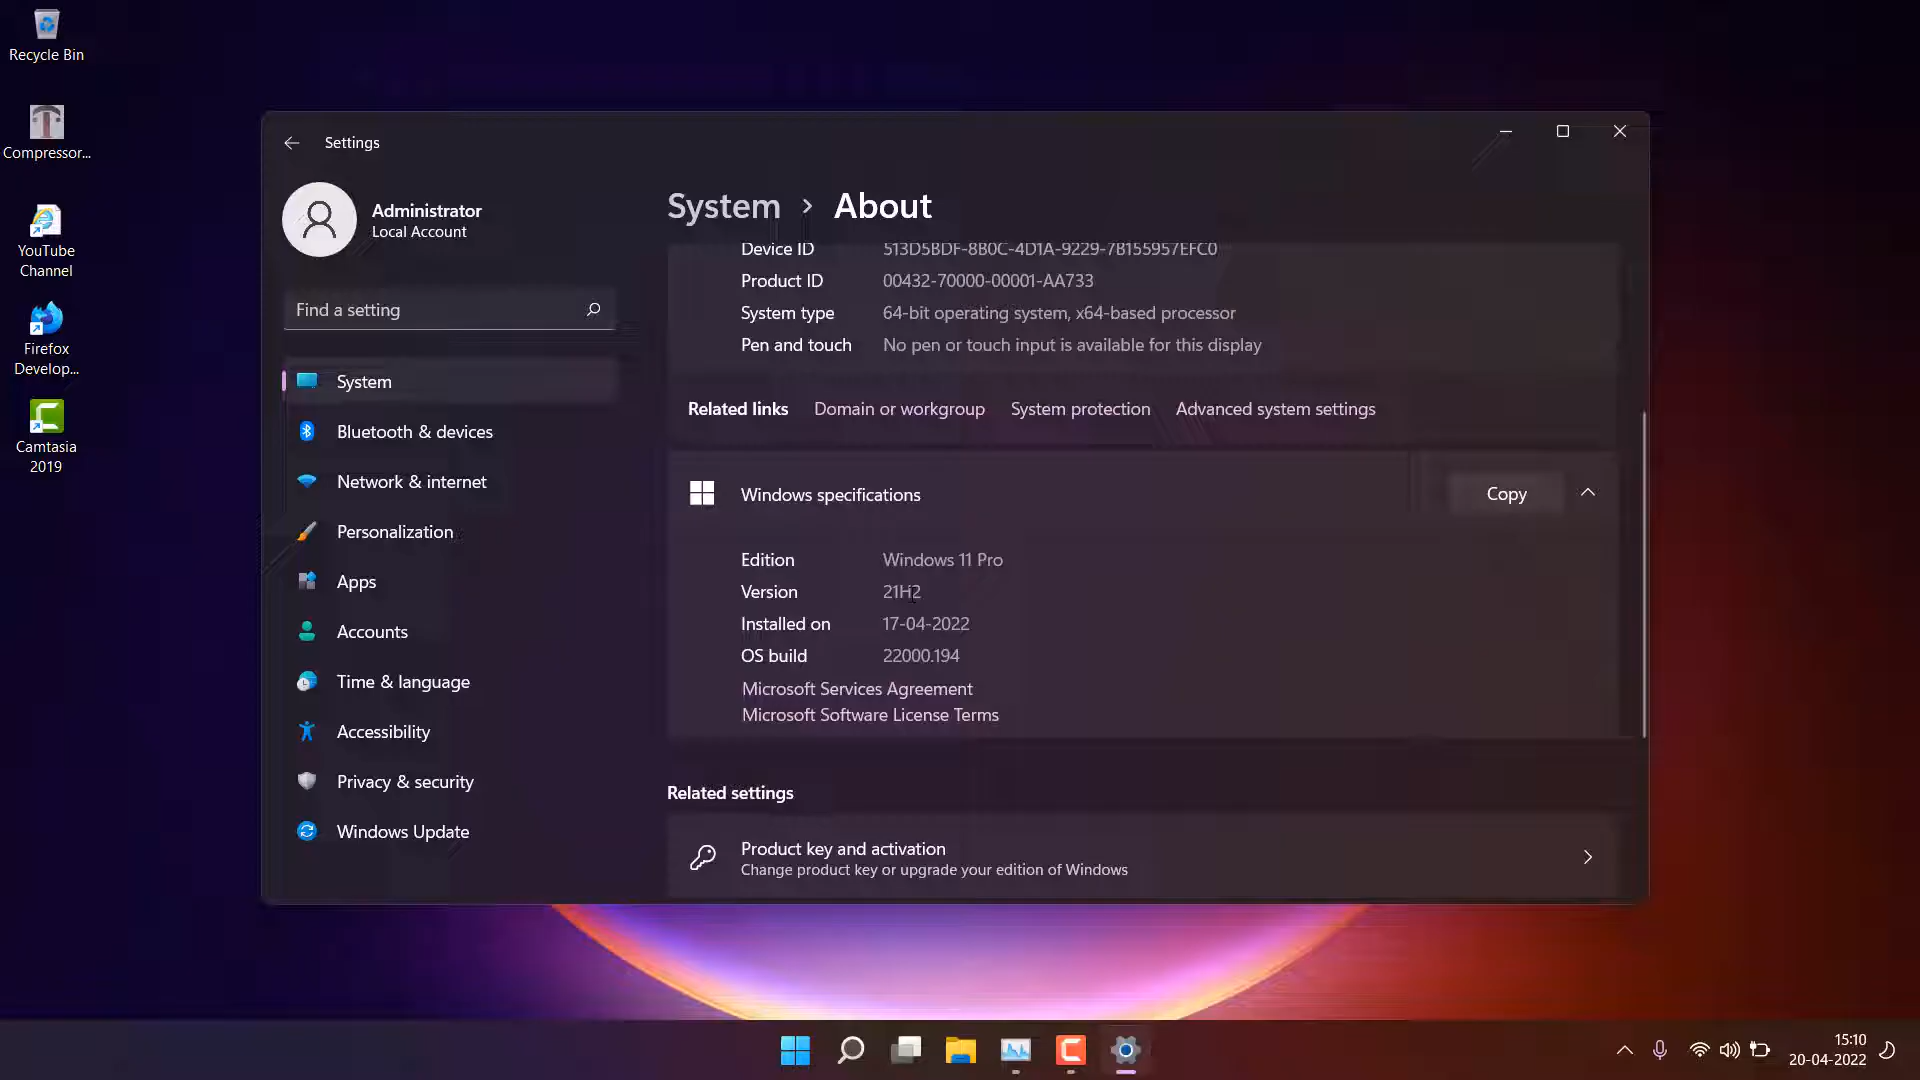 Recycle Bin
Compressor...
YouTube
Channel
Firefox
Develop...
Camtasia
2019
Settings
Administrator
Local Account
Find a setting
System
Bluetooth & devices
Network & internet
Personalization
Apps
Accounts
Time & language
Accessibility
Privacy & security
Windows Update
System > About
Device ID 513D5BDF-8B0C-4D1A-9229-7B155957EFC0
Product ID 00432-70000-00001-AA733
System type 64-bit operating system, x64-based processor
Pen and touch No pen or touch input is available for this display
Related links Domain or workgroup System protection Advanced system settings
Windows specifications Copy
Edition Windows 11 Pro
Version 21H2
Installed on 17-04-2022
OS build 22000.194
Microsoft Services Agreement
Microsoft Software License Terms
Related settings
Product key and activation
Change product key or upgrade your edition of Windows
15:10
20-04-2022